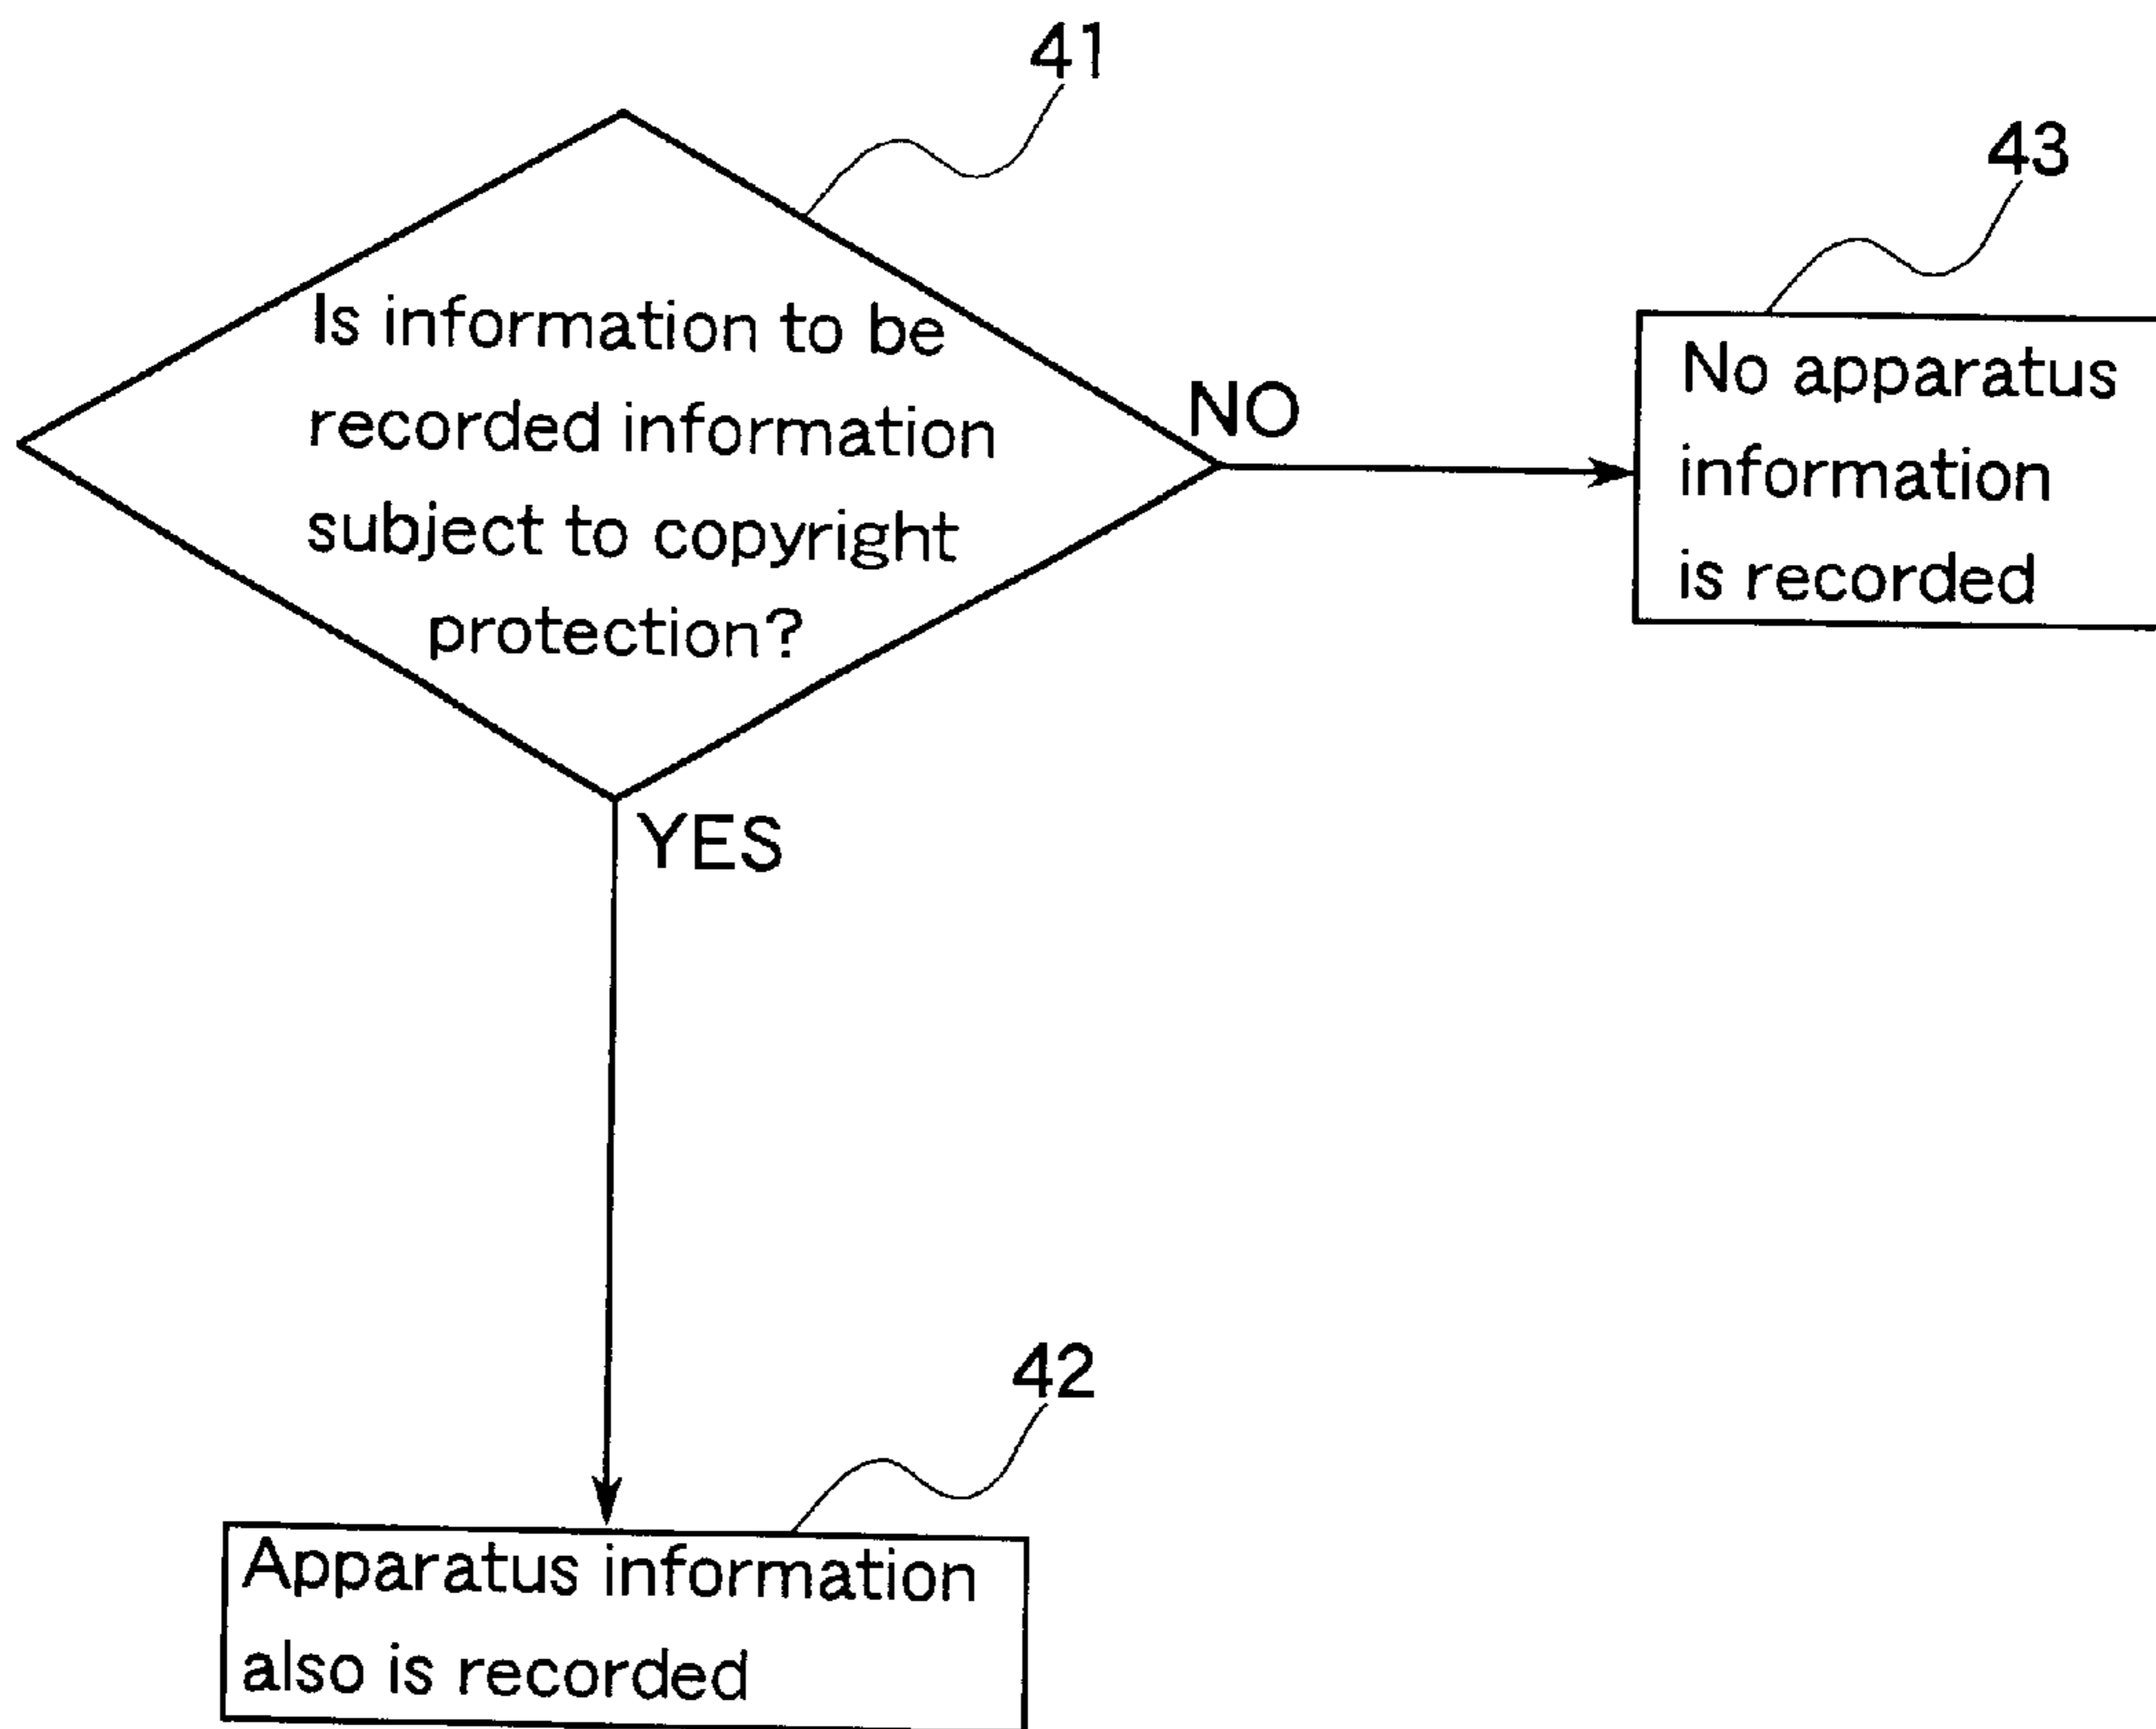 41
Is information to be
recorded information
subject to copyright
protection?
NO
43
No apparatus
information
is recorded
YES
42
Apparatus information
also is recorded